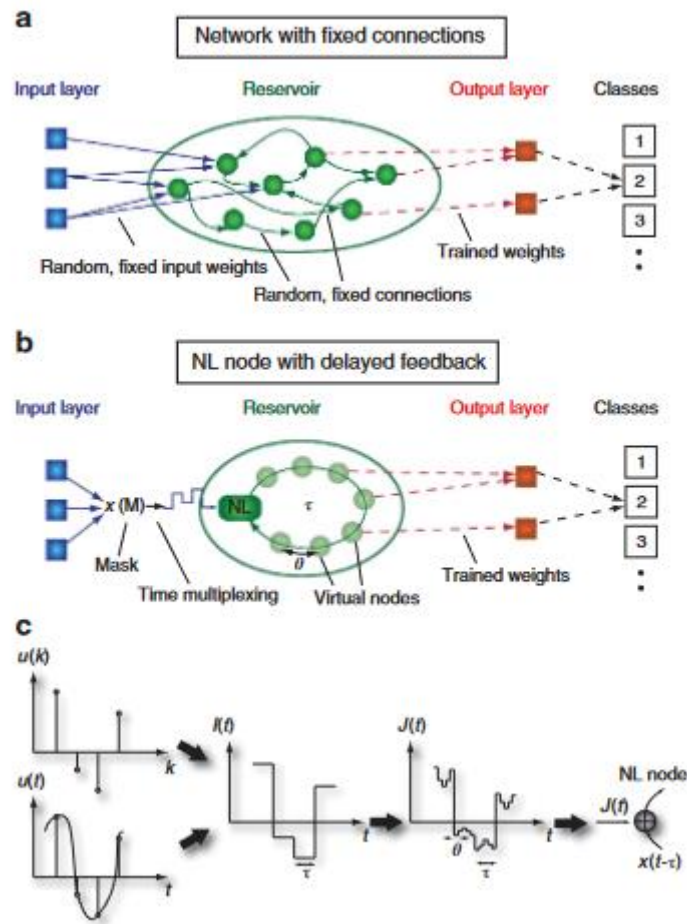 a
Network with fixed connections
Input layer Reservoir Output layer Classes
1
2
3
Random, fixed input weights
Trained weights
Random, fixed connections
b
NL node with delayed feedback
Input layer Reservoir Output layer Classes
1
2
3
x (M)
NL
τ
θ
Mask
Time multiplexing
Virtual nodes
Trained weights
c
u(k)
k
u(t)
t
I(t)
t
τ
J(t)
t
θ
τ
NL node
J(t)
x(t-τ)